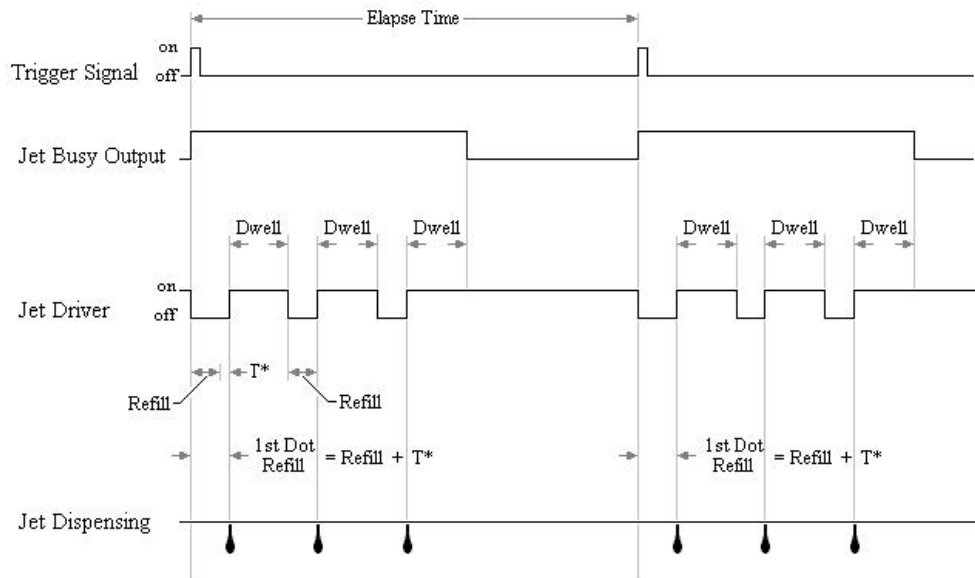 Elapse Time
on
Trigger Signal off
Jet Busy Output
Dwell Dwell Dwell Dwell Dwell Dwell
on
Jet Driver off
T*
Refill Refill
1st Dot Refill = Refill + T* 1st Dot Refill = Refill + T*
Jet Dispensing